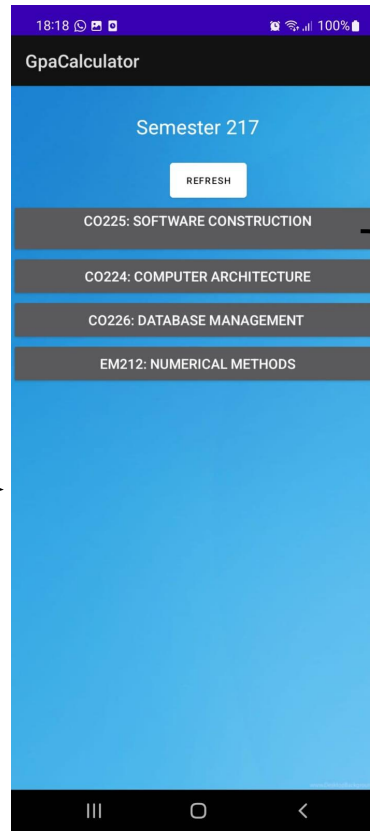 18:18 100%
GpaCalculator
Semester 217
REFRESH
CO225: SOFTWARE CONSTRUCTION
CO224: COMPUTER ARCHITECTURE
CO226: DATABASE MANAGEMENT
EM212: NUMERICAL METHODS